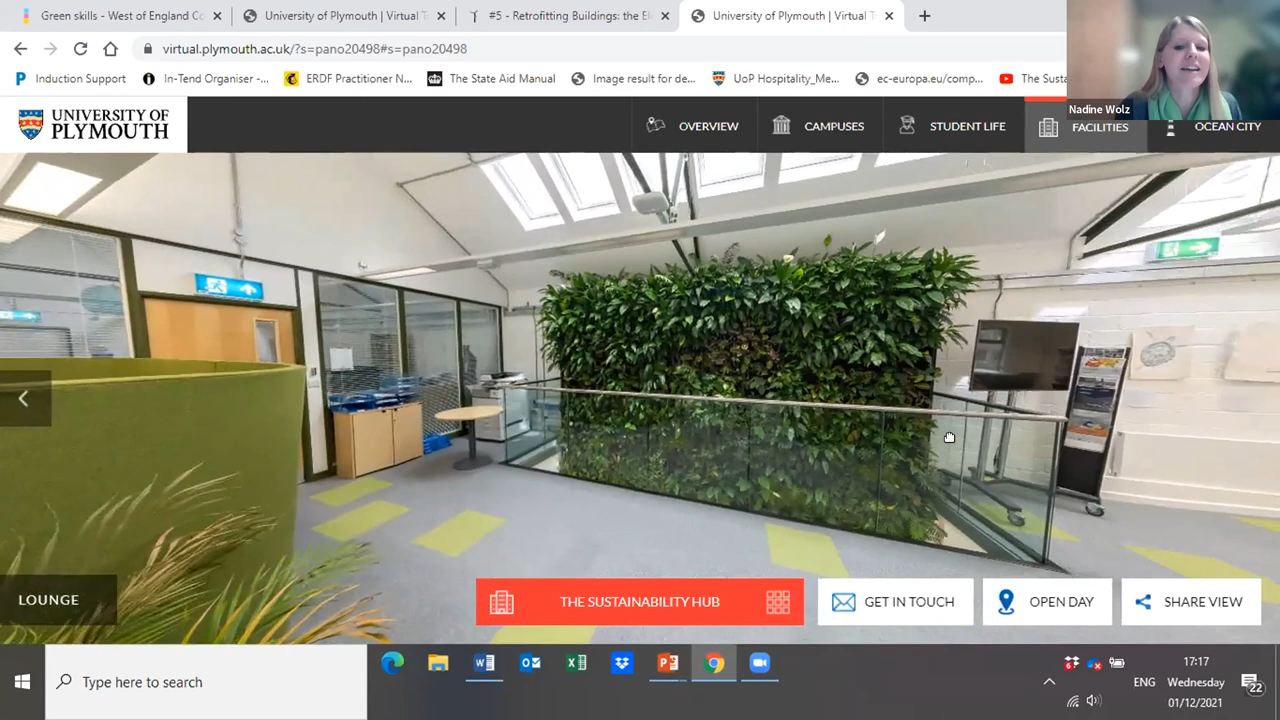 Green skills - West of England Co
University of Plymouth | Virtual T
#5 - Retrofitting Buildings: the El
University of Plymouth | Virtual T
virtual.plymouth.ac.uk/?s=pano20498#s=pano20498
Induction Support
In-Tend Organiser -...
ERDF Practitioner N...
The State Aid Manual
Image result for de...
UoP Hospitality_Me...
ec-europa.eu/comp...
The Susta
Nadine Wolz
UNIVERSITY OF
PLYMOUTH
OVERVIEW
CAMPUSES
STUDENT LIFE
FACILITIES
OCEAN CITY
LOUNGE
THE SUSTAINABILITY HUB
GET IN TOUCH
OPEN DAY
SHARE VIEW
Type here to search
ENG
17:17
Wednesday
01/12/2021
22